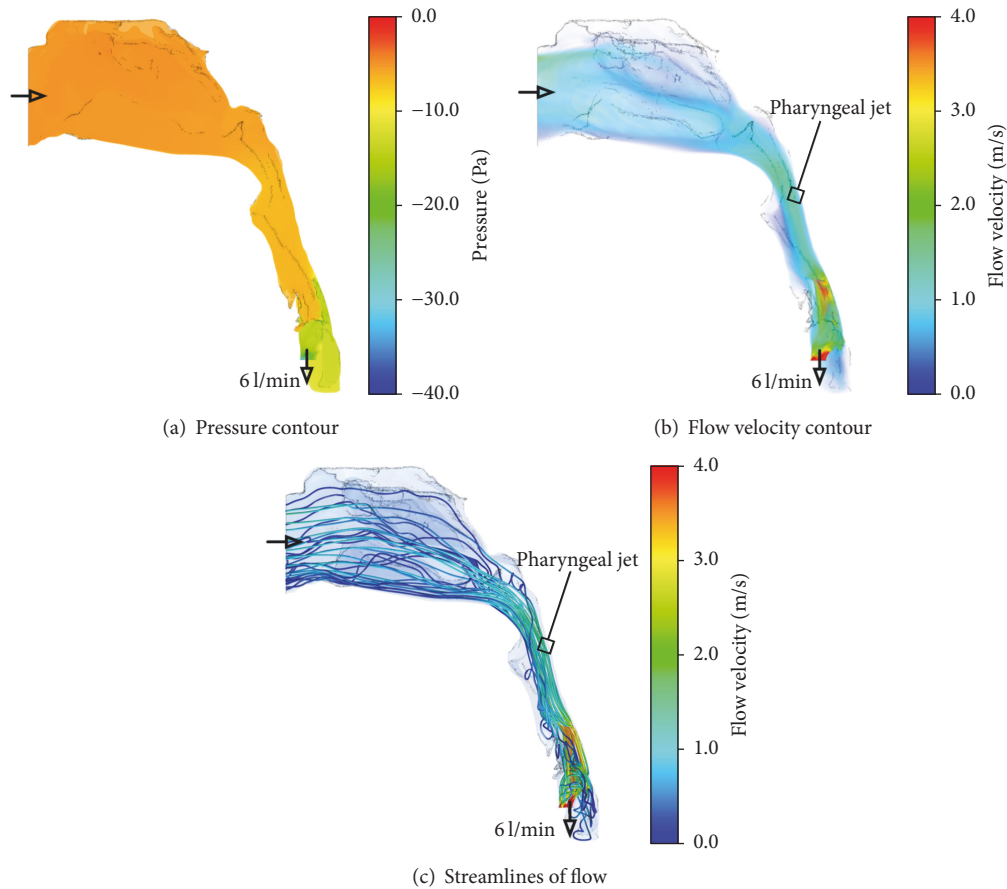 0.0
−10.0
−20.0
−30.0
−40.0
Pressure (Pa)
6 l/min
(a) Pressure contour
Pharyngeal jet
4.0
3.0
2.0
1.0
0.0
Flow velocity (m/s)
6 l/min
(b) Flow velocity contour
Pharyngeal jet
4.0
3.0
2.0
1.0
0.0
Flow velocity (m/s)
6 l/min
(c) Streamlines of flow